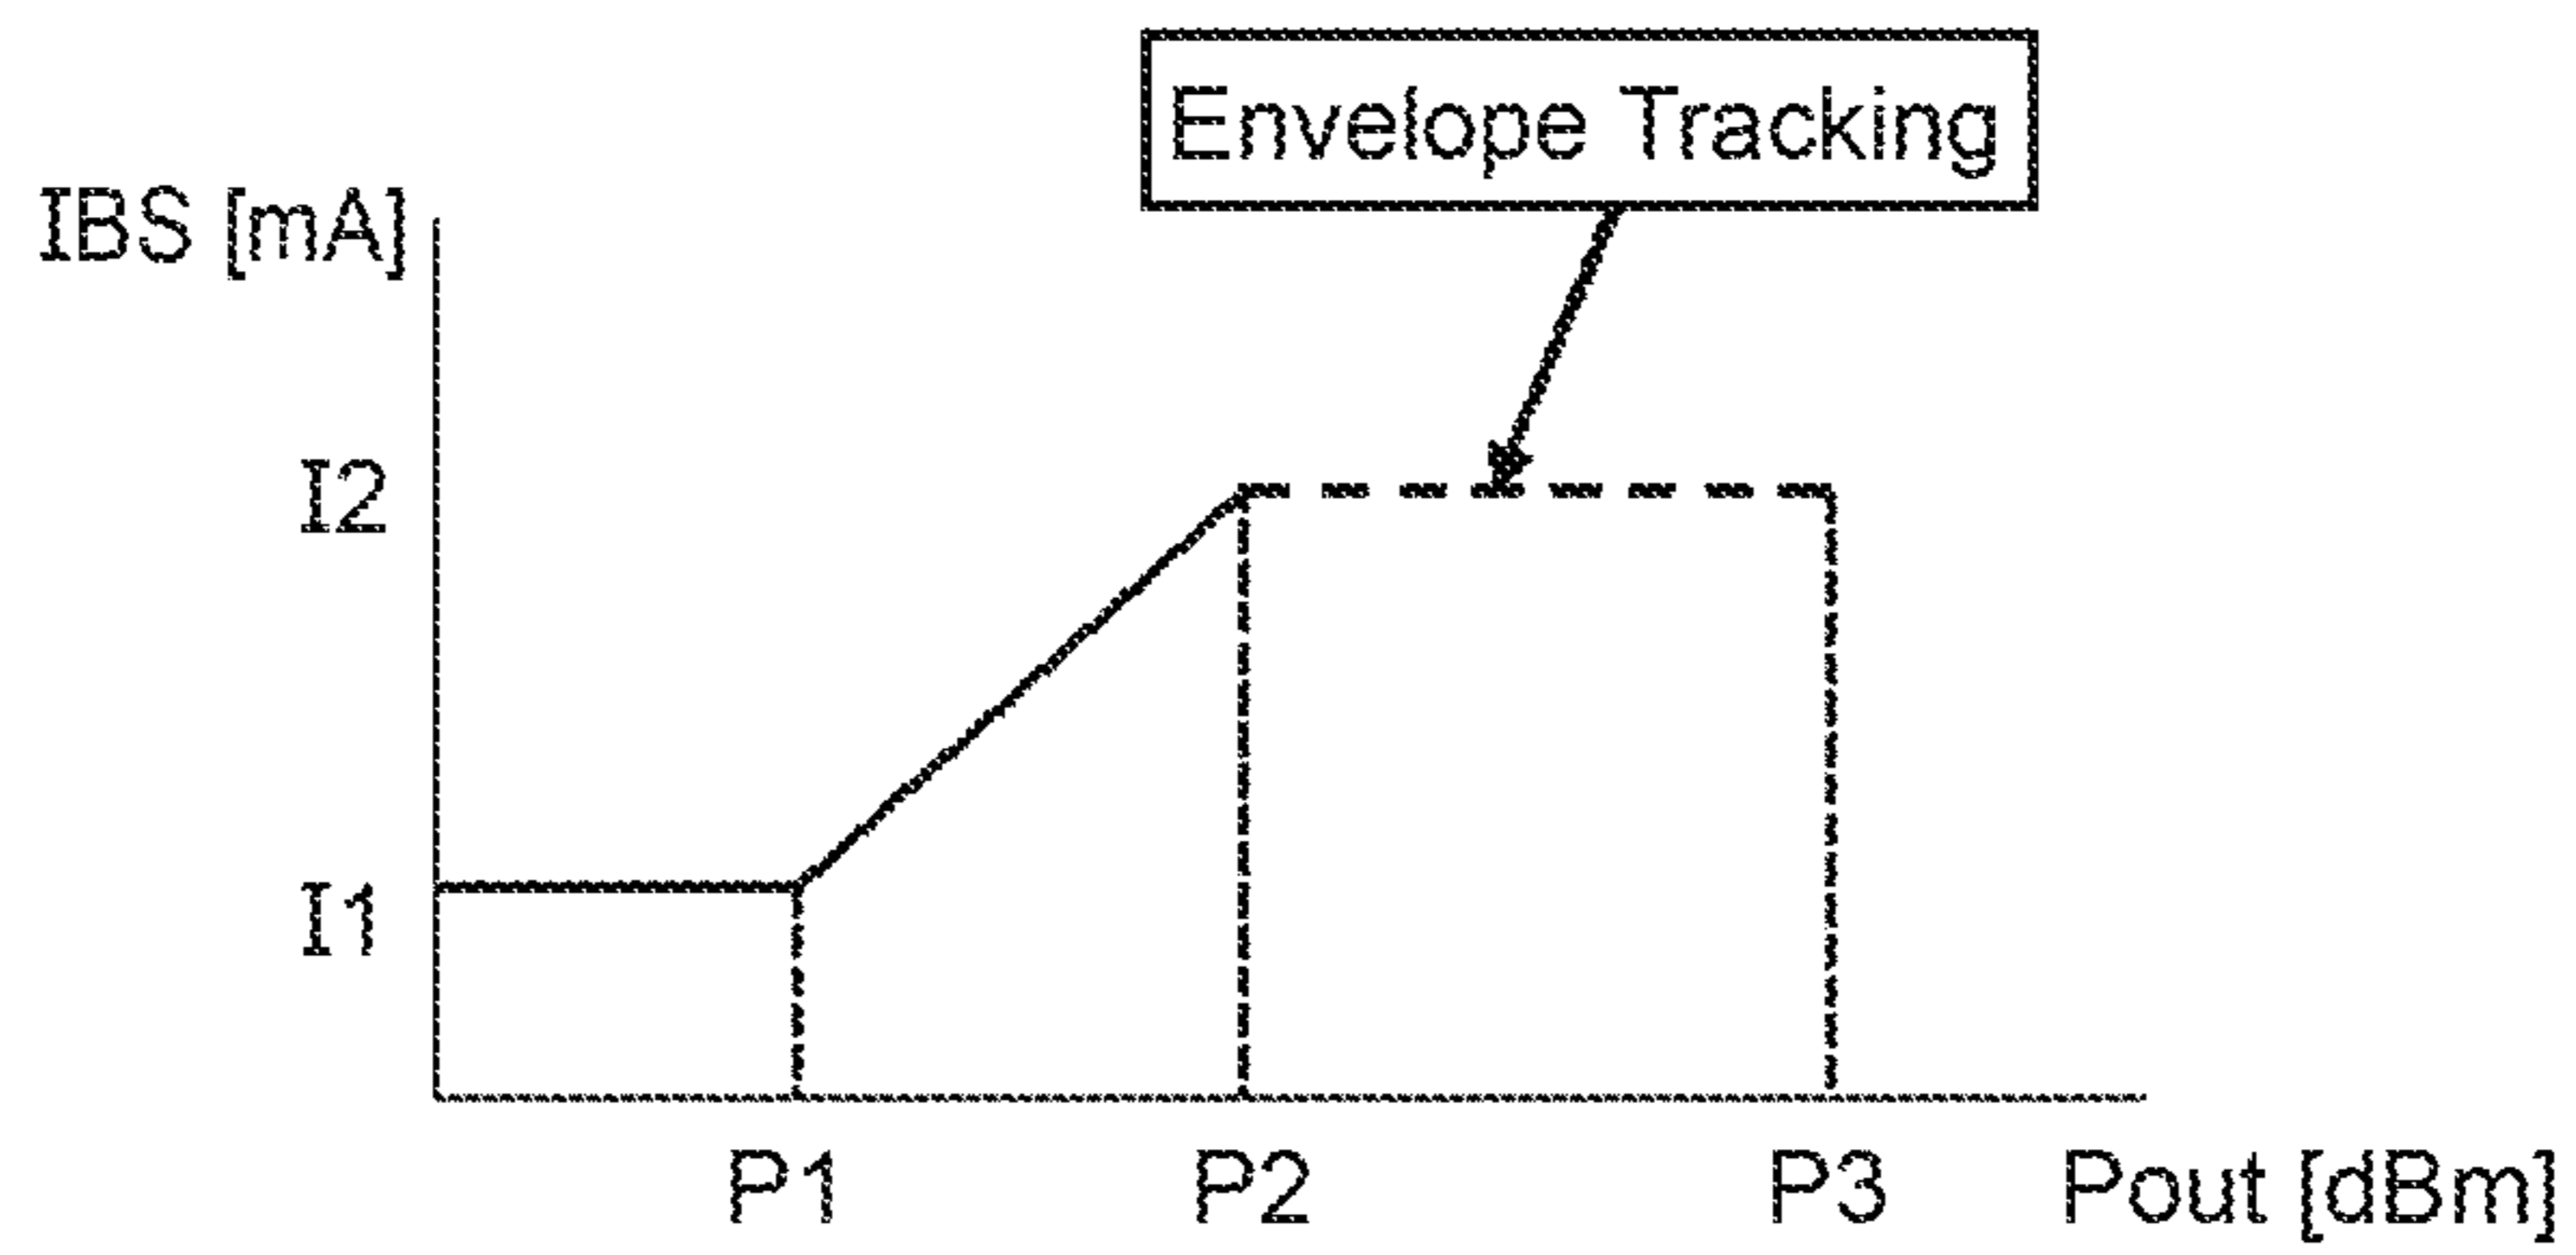 Envelope Tracking
IBS [mA]
I2
I1
P1 P2 P3 Pout [dBm]